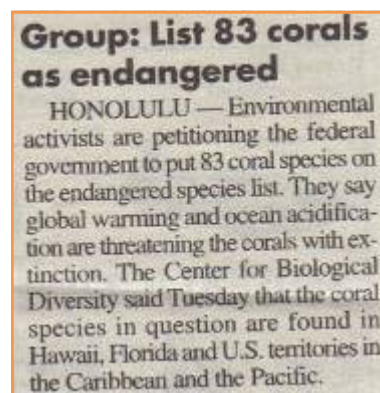 Group: List 83 corals
as endangered
HONOLULU — Environmental
activists are petitioning the federal
government to put 83 coral species on
the endangered species list. They say
global warming and ocean acidifica-
tion are threatening the corals with ex-
tinction. The Center for Biological
Diversity said Tuesday that the coral
species in question are found in
Hawaii, Florida and U.S. territories in
the Caribbean and the Pacific.